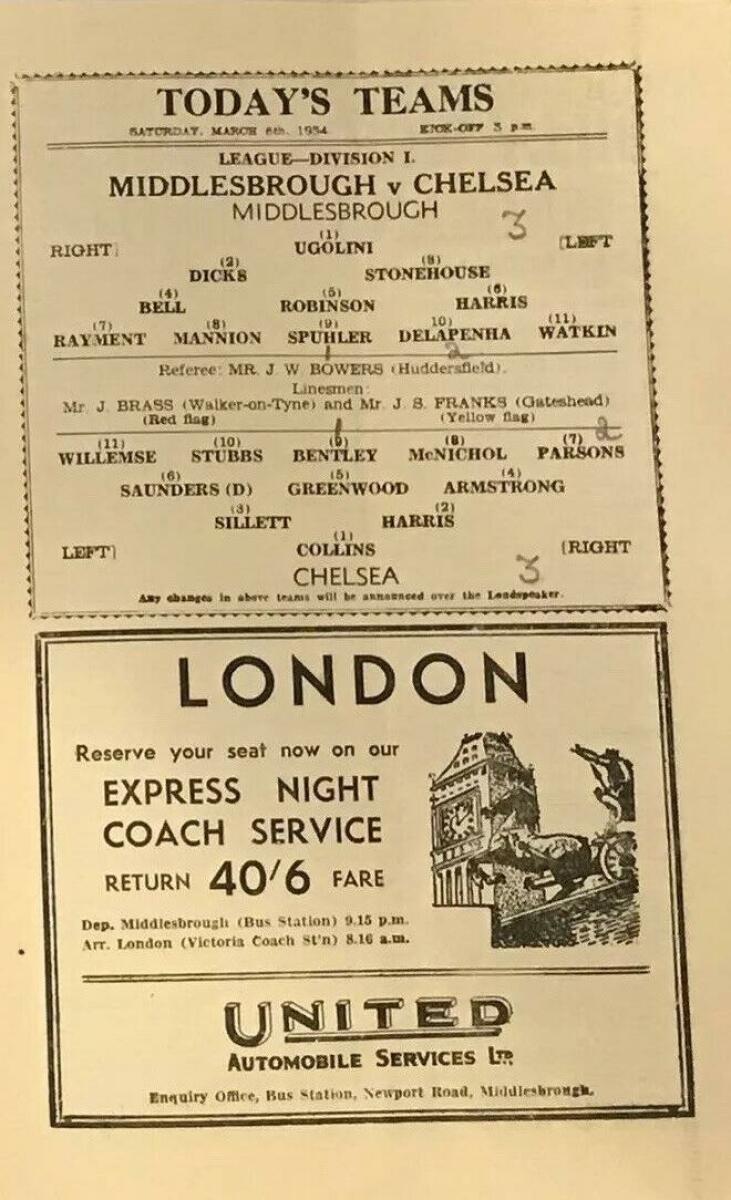 TODAY'S TEAMS
SATURDAY, MARCH 6th, 1954 KICK-OFF 3 p.m.
LEAGUE—DIVISION I.
MIDDLESBROUGH v CHELSEA
MIDDLESBROUGH 3
RIGHT] (1) [LEFT
UGOLINI
(2) (3)
DICKS STONEHOUSE
(4) (5) (6)
BELL ROBINSON HARRIS
(7) (8) (9) 10) (11)
RAYMENT MANNION SPUHLER DELAPENHA WATKIN
1 2
Referee: MR. J. W BOWERS (Huddersfield).
Linesmen:
Mr. J. BRASS (Walker-on-Tyne) and Mr. J. S. FRANKS (Gateshead)
(Red flag) (Yellow flag)
1 2
(11) (10) (9) (8) (7)
WILLEMSE STUBBS BENTLEY McNICHOL PARSONS
(6) (5) (4)
SAUNDERS (D) GREENWOOD ARMSTRONG
(3) (2)
SILLETT HARRIS
(1)
LEFT] COLLINS [RIGHT
CHELSEA 3
Any changes in above teams will be announced over the Loudspeaker.
LONDON
Reserve your seat now on our
EXPRESS NIGHT
COACH SERVICE
RETURN 40/6 FARE
Dep. Middlesbrough (Bus Station) 9.15 p.m.
Arr. London (Victoria Coach St'n) 8.16 a.m.
UNITED
AUTOMOBILE SERVICES LTD.
Enquiry Office, Bus Station, Newport Road, Middlesbrough.